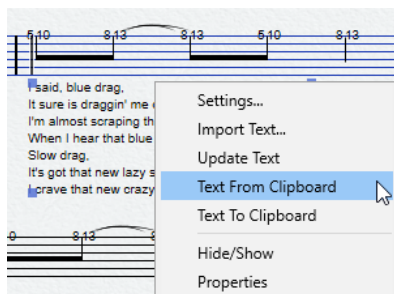 5 10 8 13 8 13 5 10 8 13
I said, blue drag,
It sure is draggin' me
I'm almost scraping th
When I hear that blue
Slow drag,
It's got that new lazy s
I crave that new crazy
Settings...
Import Text...
Update Text
Text From Clipboard
Text To Clipboard
Hide/Show
Properties
9 8 13 8